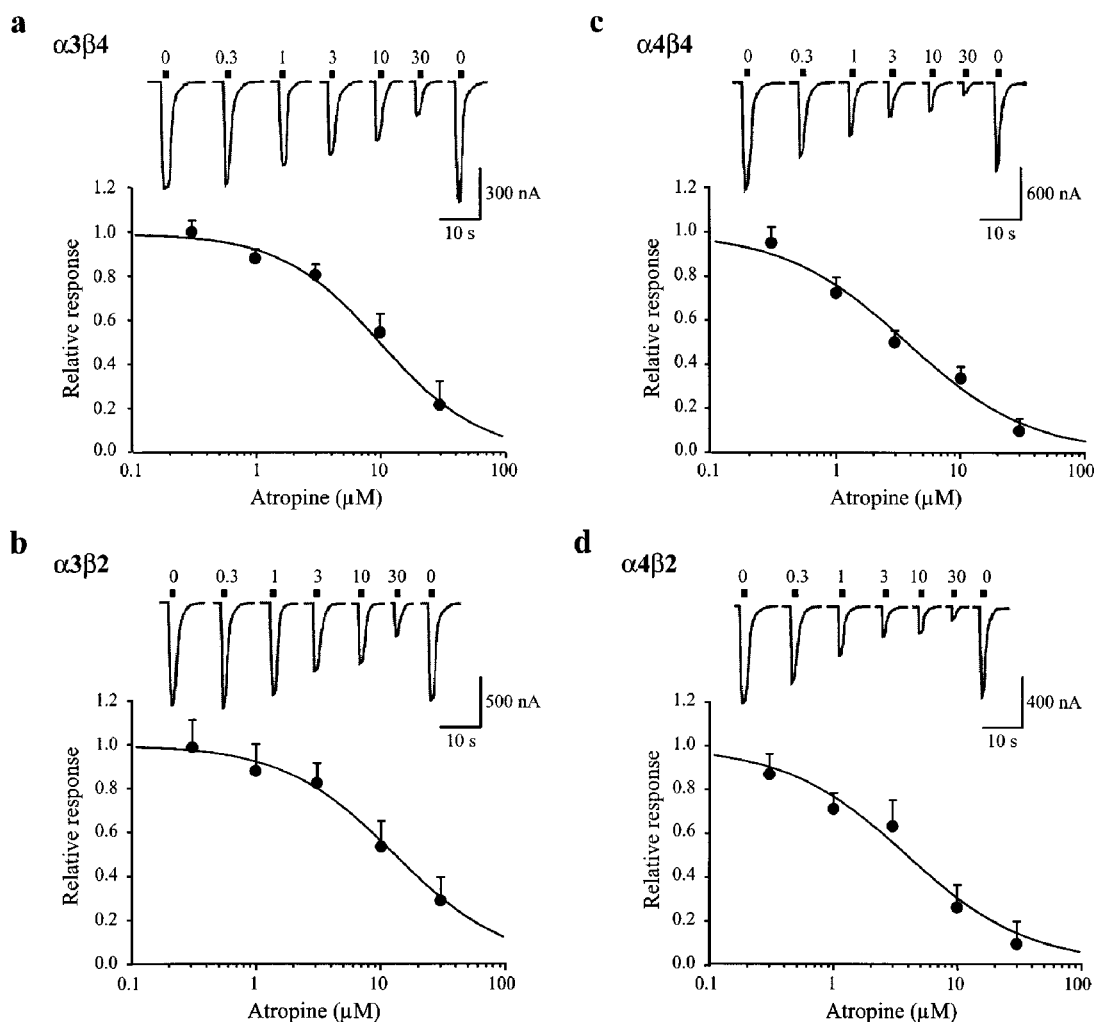 a
α3β4
0 0.3 1 3 10 30 0
300 nA
10 s
1.2
1.0
0.8
0.6
0.4
0.2
0.0
Relative response
0.1 1 10 100
Atropine (µM)
c
α4β4
0 0.3 1 3 10 30 0
600 nA
10 s
1.2
1.0
0.8
0.6
0.4
0.2
0.0
Relative response
0.1 1 10 100
Atropine (µM)
b
α3β2
0 0.3 1 3 10 30 0
500 nA
10 s
1.2
1.0
0.8
0.6
0.4
0.2
0.0
Relative response
0.1 1 10 100
Atropine (µM)
d
α4β2
0 0.3 1 3 10 30 0
400 nA
10 s
1.2
1.0
0.8
0.6
0.4
0.2
0.0
Relative response
0.1 1 10 100
Atropine (µM)